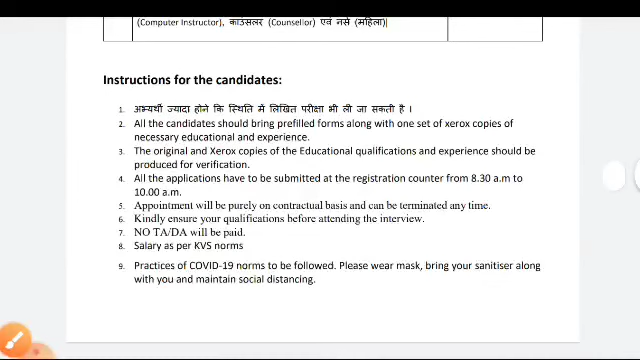 (Computer Instructor), काउंसलर (Counsellor) एवं नर्स (महिला)
Instructions for the candidates:
1. अभ्यर्थी ज्यादा होने कि स्थिति में लिखित परीक्षा भी ली जा सकती है ।
2. All the candidates should bring prefilled forms along with one set of xerox copies of
necessary educational and experience.
3. The original and Xerox copies of the Educational qualifications and experience should be
produced for verification.
4. All the applications have to be submitted at the registration counter from 8.30 a.m to
10.00 a.m.
5. Appointment will be purely on contractual basis and can be terminated any time.
6. Kindly ensure your qualifications before attending the interview.
7. NO TA/DA will be paid.
8. Salary as per KVS norms
9. Practices of COVID-19 norms to be followed. Please wear mask, bring your sanitiser along
with you and maintain social distancing.